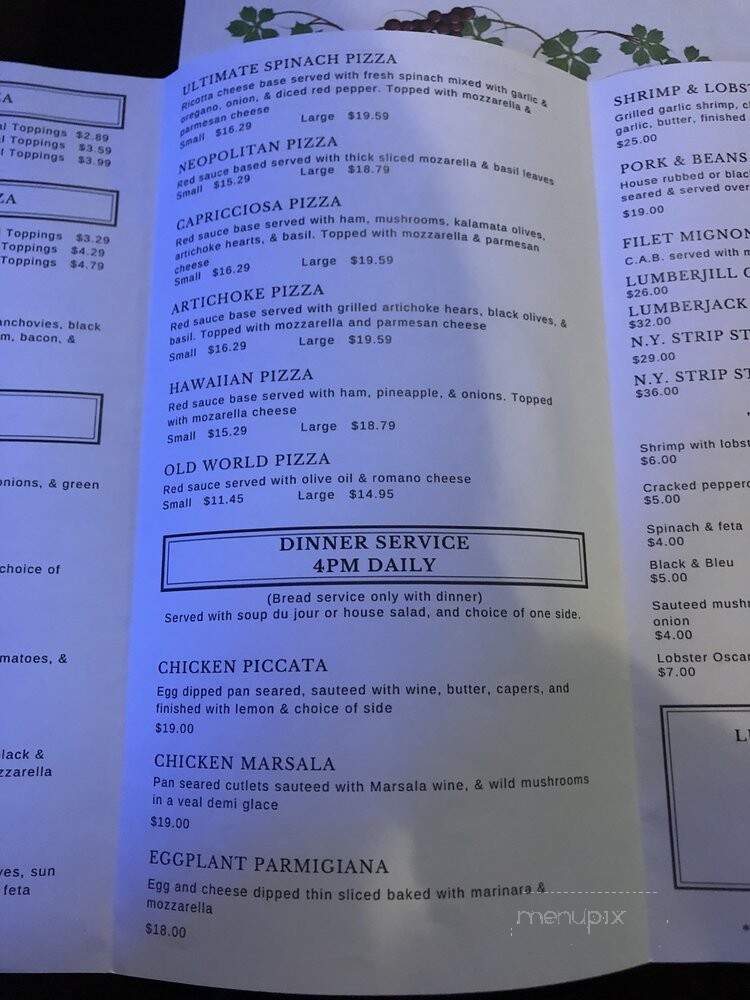 ZA
al Toppings $2.89
al Toppings $3.59
l Toppings $3.99
ZA
l Toppings $3.29
Toppings $4.29
Toppings $4.79
anchovies, black
m, bacon, &
onions, & green
choice of
matoes, &
lack &
zzarella
ves, sun
feta
ULTIMATE SPINACH PIZZA
Ricotta cheese base served with fresh spinach mixed with garlic &
oregano, onion, & diced red pepper. Topped with mozzarella &
parmesan cheese
Small $16.29 Large $19.59
NEOPOLITAN PIZZA
Red sauce based served with thick sliced mozarella & basil leaves
Small $15.29 Large $18.79
CAPRICCIOSA PIZZA
Red sauce base served with ham, mushrooms, kalamata olives,
artichoke hearts, & basil. Topped with mozzarella & parmesan
cheese
Small $16.29 Large $19.59
ARTICHOKE PIZZA
Red sauce base served with grilled artichoke hears, black olives, &
basil. Topped with mozzarella and parmesan cheese
Small $16.29 Large $19.59
HAWAIIAN PIZZA
Red sauce base served with ham, pineapple, & onions. Topped
with mozarella cheese
Small $15.29 Large $18.79
OLD WORLD PIZZA
Red sauce served with olive oil & romano cheese
Small $11.45 Large $14.95
DINNER SERVICE
4PM DAILY
(Bread service only with dinner)
Served with soup du jour or house salad, and choice of one side.
CHICKEN PICCATA
Egg dipped pan seared, sauteed with wine, butter, capers, and
finished with lemon & choice of side
$19.00
CHICKEN MARSALA
Pan seared cutlets sauteed with Marsala wine, & wild mushrooms
in a veal demi glace
$19.00
EGGPLANT PARMIGIANA
Egg and cheese dipped thin sliced baked with marinara &
mozzarella
$18.00
SHRIMP & LOBST
Grilled garlic shrimp, c
garlic, butter, finished
$25.00
PORK & BEANS
House rubbed or blac
seared & served over
$19.00
FILET MIGNON
C.A.B. served with m
LUMBERJILL C
$26.00
LUMBERJACK
$32.00
N.Y. STRIP ST
$29.00
N.Y. STRIP ST
$36.00
Shrimp with lobst
$6.00
Cracked pepperc
$5.00
Spinach & feta
$4.00
Black & Bleu
$5.00
Sauteed mushr
onion
$4.00
Lobster Oscar
$7.00
menupix